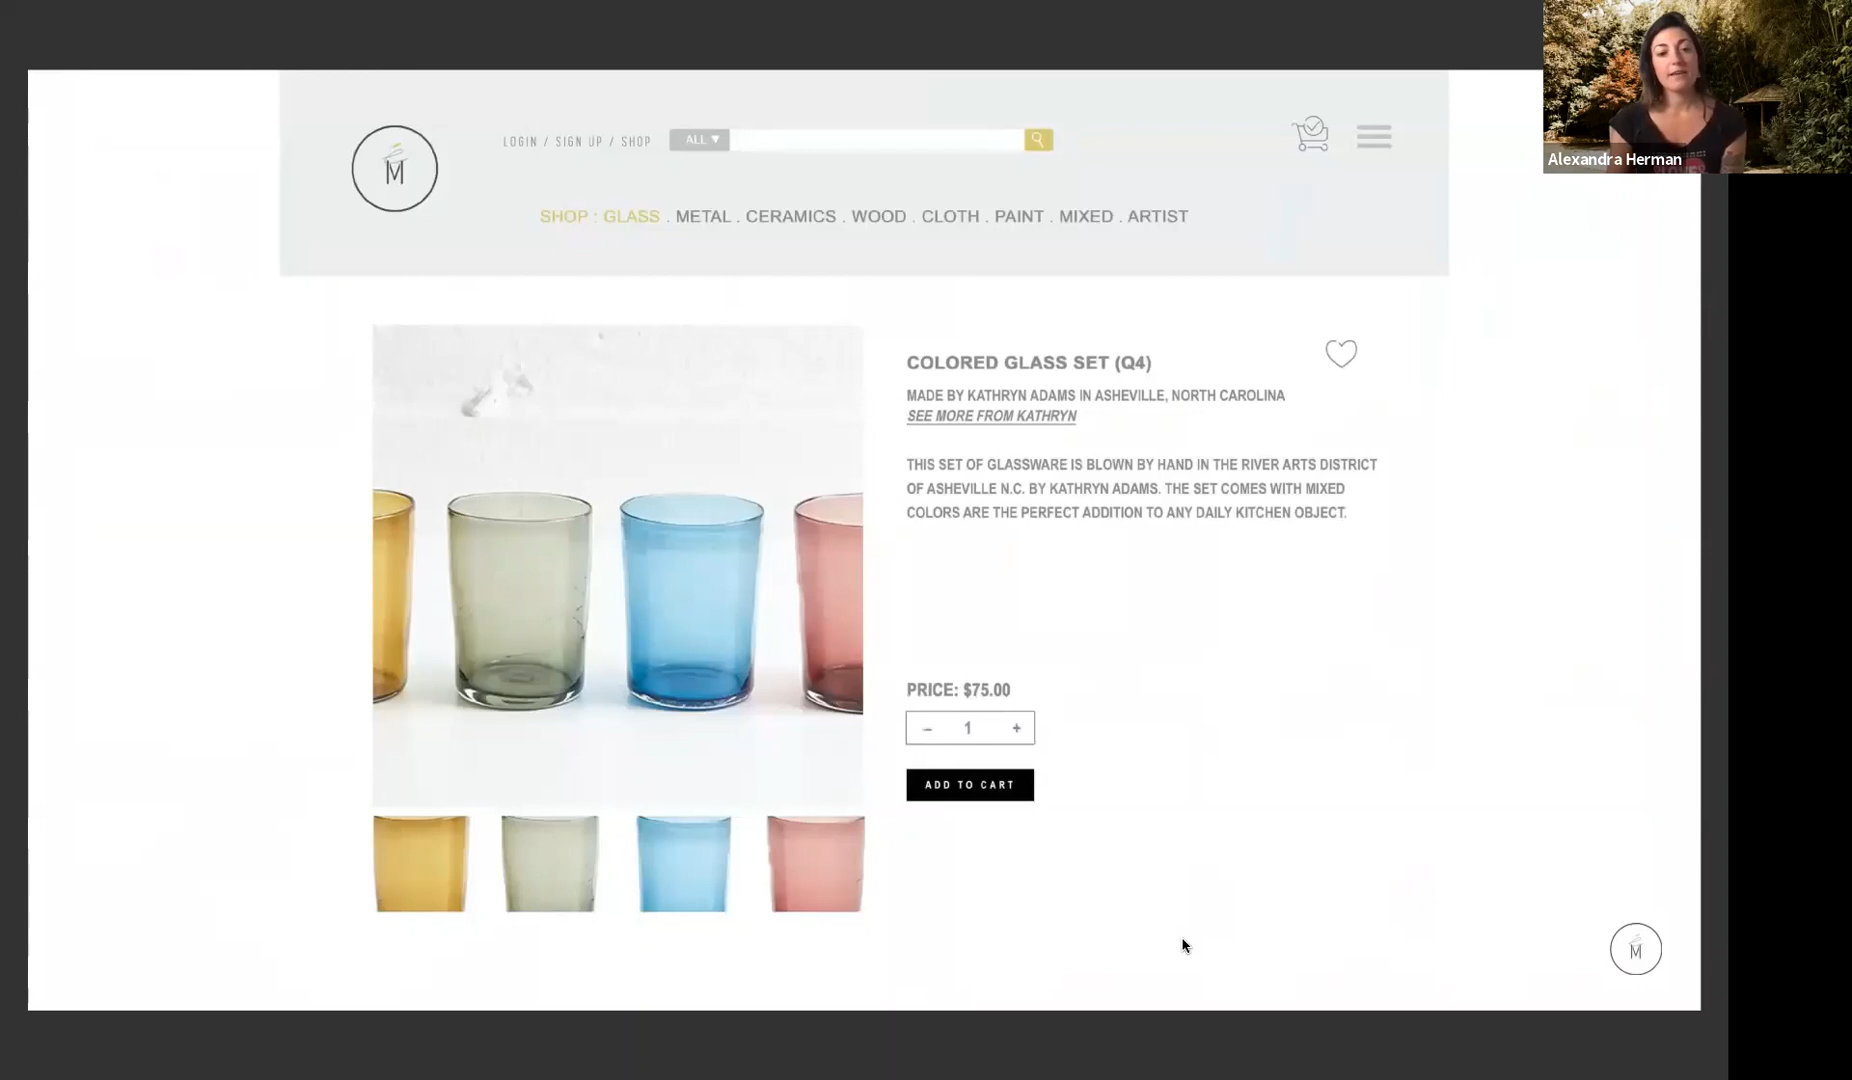 Alexandra Herman
M
LOGIN / SIGN UP / SHOP
ALL ▼
SHOP : GLASS . METAL . CERAMICS . WOOD . CLOTH . PAINT . MIXED . ARTIST
COLORED GLASS SET (Q4)
MADE BY KATHRYN ADAMS IN ASHEVILLE, NORTH CAROLINA
SEE MORE FROM KATHRYN
THIS SET OF GLASSWARE IS BLOWN BY HAND IN THE RIVER ARTS DISTRICT
OF ASHEVILLE N.C. BY KATHRYN ADAMS. THE SET COMES WITH MIXED
COLORS ARE THE PERFECT ADDITION TO ANY DAILY KITCHEN OBJECT.
PRICE: $75.00
– 1 +
ADD TO CART
M